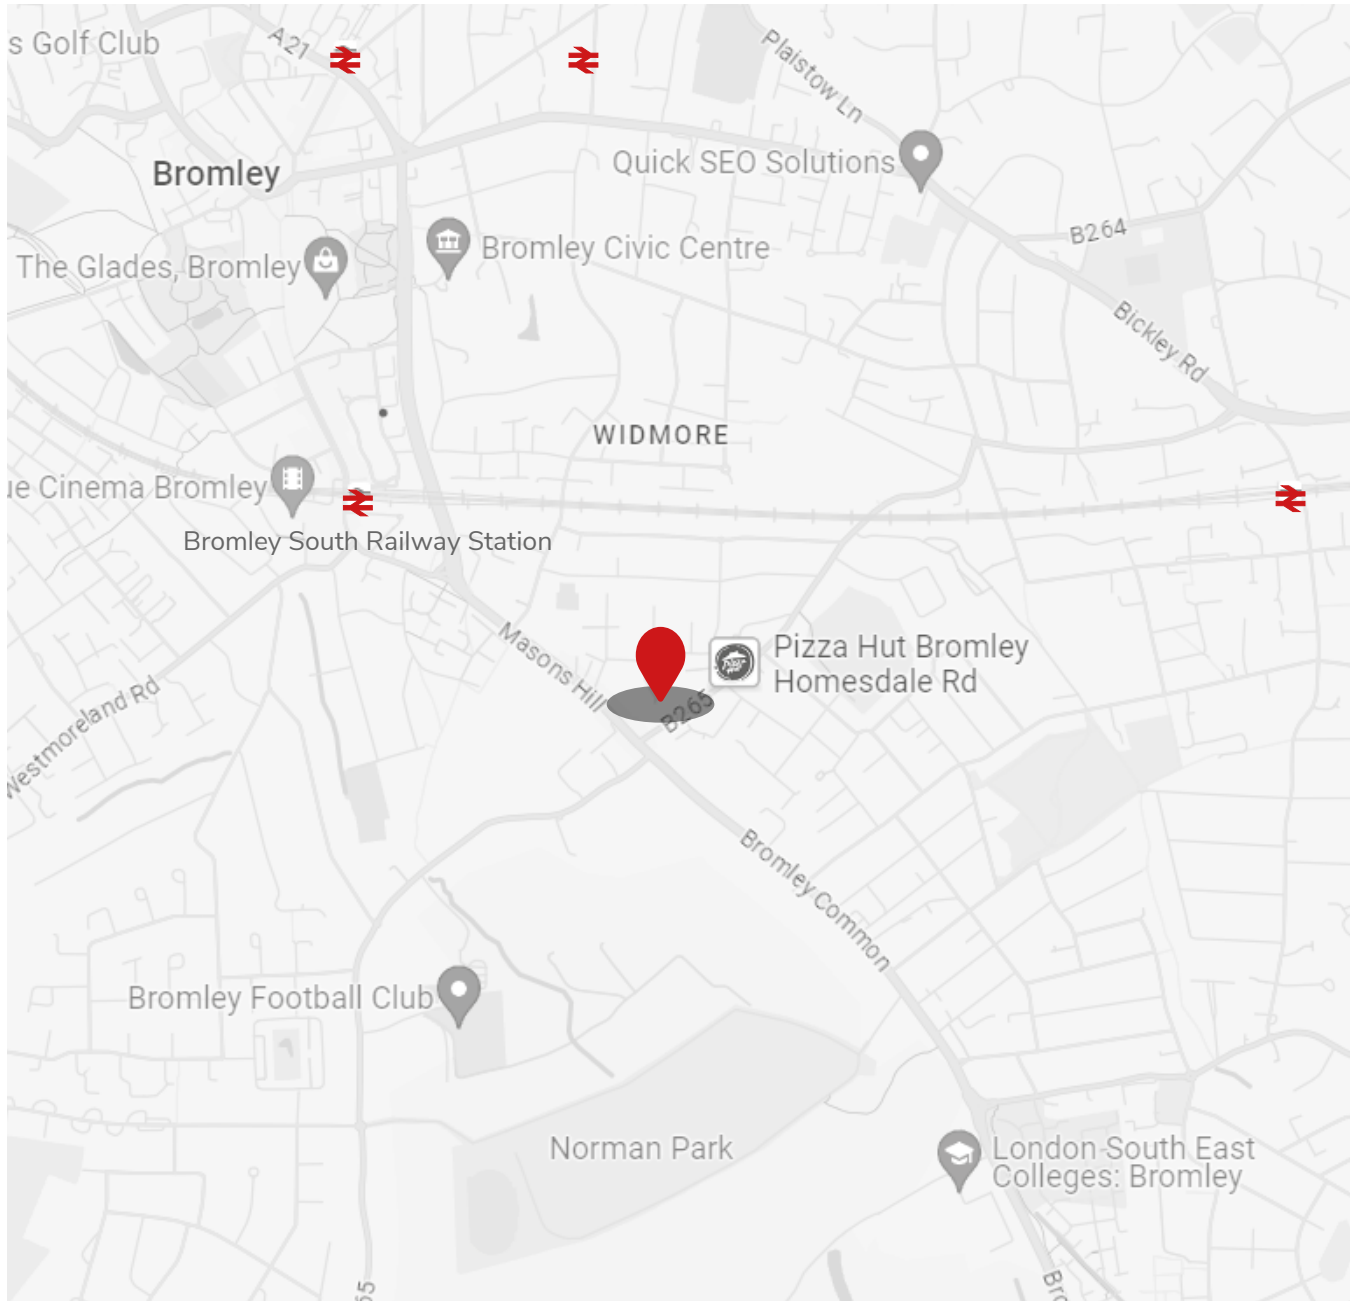 s Golf Club
A21
Plaistow Ln
Bromley
Quick SEO Solutions
B264
The Glades, Bromley
Bromley Civic Centre
Bickley Rd
WIDMORE
ue Cinema Bromley
Bromley South Railway Station
Masons Hill
Pizza Hut Bromley
Homesdale Rd
B265
Westmoreland Rd
Bromley Common
Bromley Football Club
Norman Park
London South East
Colleges: Bromley
Bro
65